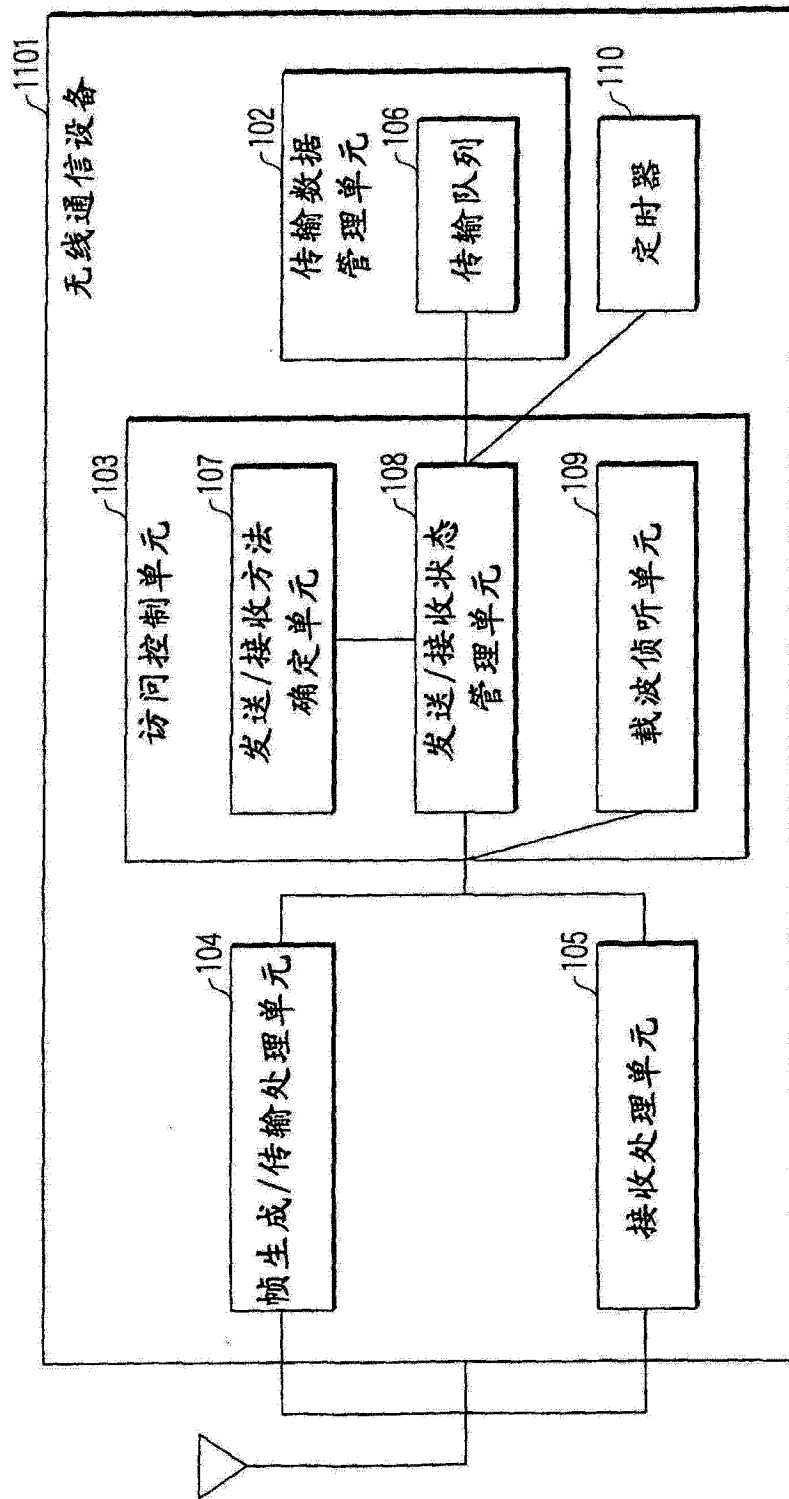 1101
无线通信设备
102
传输数据
管理单元
106
传输队列
110
定时器
103
访问控制单元
107
发送/接收方法
确定单元
108
发送/接收状态
管理单元
109
载波侦听单元
104
帧生成/传输处理单元
105
接收处理单元